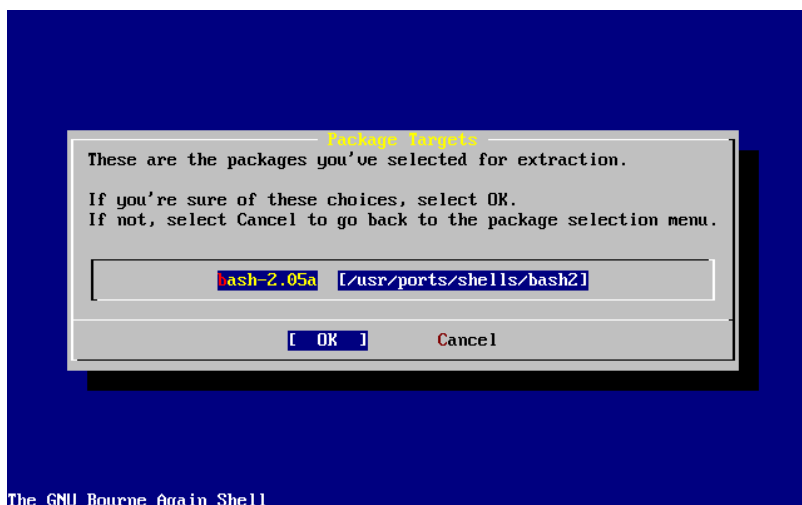 Package Targets
These are the packages you've selected for extraction.
If you're sure of these choices, select OK.
If not, select Cancel to go back to the package selection menu.
bash-2.05a [/usr/ports/shells/bash2]
[ OK ] Cancel
The GNU Bourne Again Shell